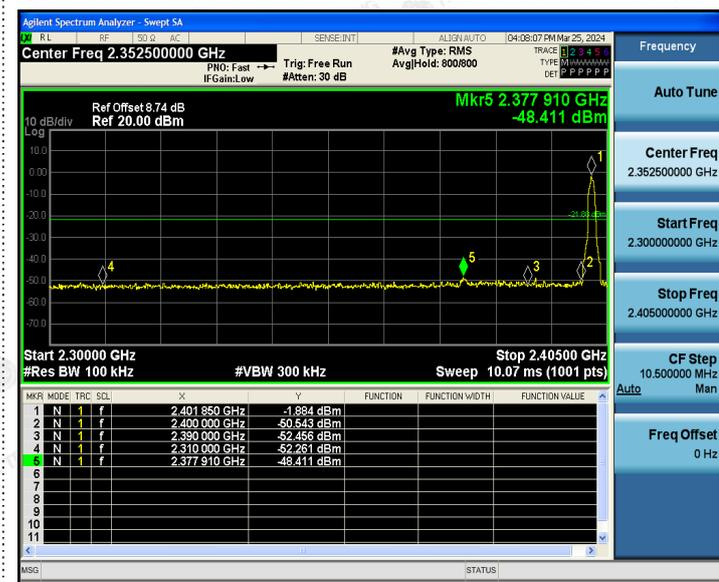 Agilent Spectrum Analyzer - Swept SA
RL RF 50 Ω AC SENSE:INT ALIGN AUTO 04:08:07 PM Mar 25, 2024
Center Freq 2.352500000 GHz
PNO: Fast
IFGain:Low
Trig: Free Run
#Atten: 30 dB
#Avg Type: RMS
Avg|Hold: 800/800
TRACE 1 2 3 4 5 6
TYPE M
DET P P P P P P
Ref Offset 8.74 dB
Ref 20.00 dBm
10 dB/div
Log
Mkr5 2.377 910 GHz
-48.411 dBm
10.0
0.00
-10.0
-20.0
-30.0
-40.0
-50.0
-60.0
-70.0
1
2
3
4
5
Start 2.30000 GHz
#Res BW 100 kHz
#VBW 300 kHz
Stop 2.40500 GHz
Sweep 10.07 ms (1001 pts)
MKR MODE TRC SCL X Y FUNCTION FUNCTION WIDTH FUNCTION VALUE
1 N 1 f 2.401 850 GHz -1.884 dBm
2 N 1 f 2.400 000 GHz -50.543 dBm
3 N 1 f 2.390 000 GHz -52.456 dBm
4 N 1 f 2.310 000 GHz -52.261 dBm
5 N 1 f 2.377 910 GHz -48.411 dBm
6
7
8
9
10
11
MSG STATUS
Frequency
Auto Tune
Center Freq
2.352500000 GHz
Start Freq
2.300000000 GHz
Stop Freq
2.405000000 GHz
CF Step
10.500000 MHz
Auto Man
Freq Offset
0 Hz